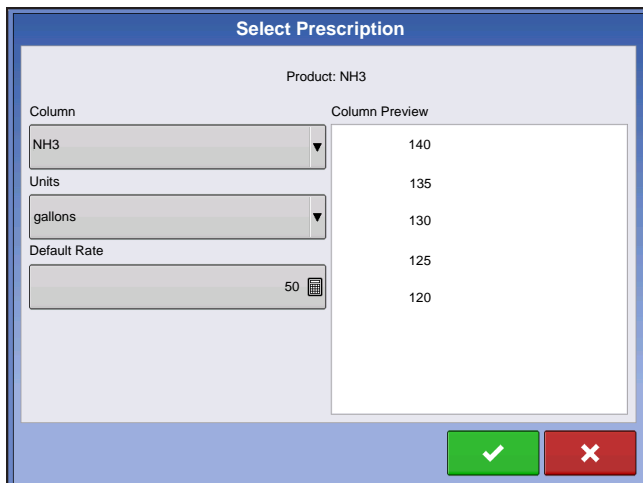 Select Prescription
Product: NH3
Column
NH3
Units
gallons
Default Rate
50
Column Preview
140
135
130
125
120